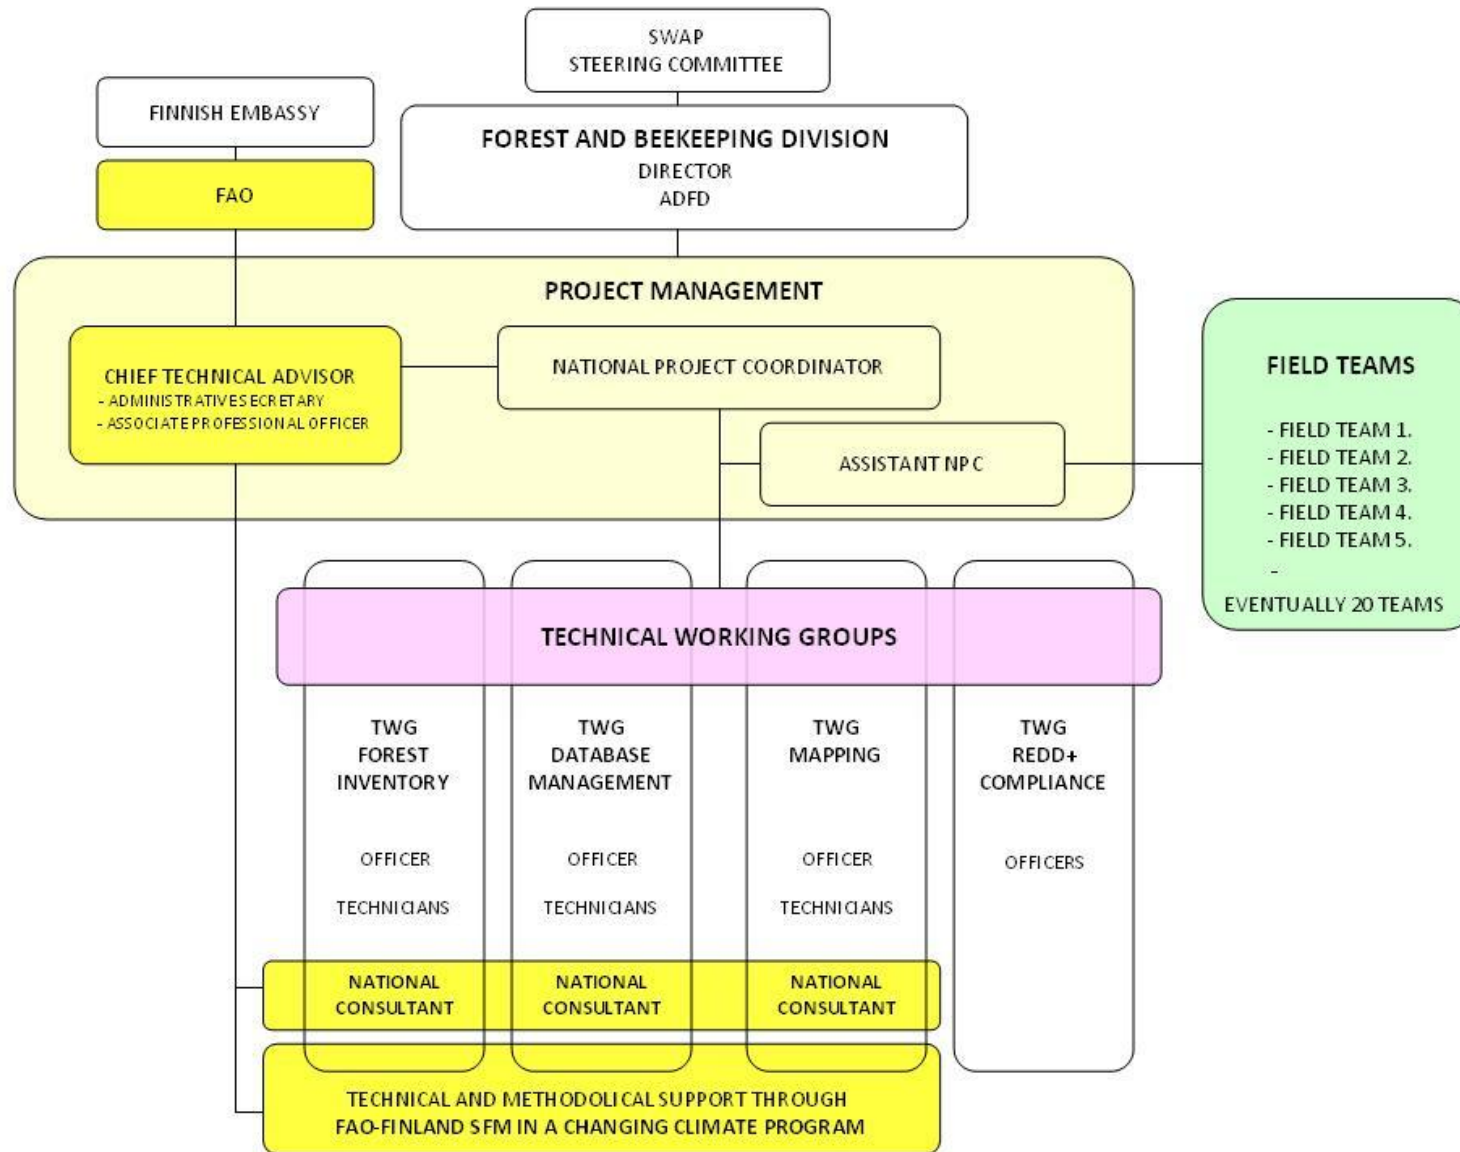 SWAP
STEERING COMMITTEE
FINNISH EMBASSY
FAO
FOREST AND BEEKEEPING DIVISION
DIRECTOR
ADFD
PROJECT MANAGEMENT
CHIEF TECHNICAL ADVISOR
- ADMINISTRATIVE SECRETARY
- ASSOCIATE PROFESSIONAL OFFICER
NATIONAL PROJECT COORDINATOR
ASSISTANT NPC
FIELD TEAMS
- FIELD TEAM 1.
- FIELD TEAM 2.
- FIELD TEAM 3.
- FIELD TEAM 4.
- FIELD TEAM 5.
-
EVENTUALLY 20 TEAMS
TECHNICAL WORKING GROUPS
TWG
FOREST
INVENTORY
OFFICER
TECHNICIANS
NATIONAL
CONSULTANT
TWG
DATABASE
MANAGEMENT
OFFICER
TECHNICIANS
NATIONAL
CONSULTANT
TWG
MAPPING
OFFICER
TECHNICIANS
NATIONAL
CONSULTANT
TWG
REDD+
COMPLIANCE
OFFICERS
TECHNICAL AND METHODOLICAL SUPPORT THROUGH
FAO-FINLAND SFM IN A CHANGING CLIMATE PROGRAM